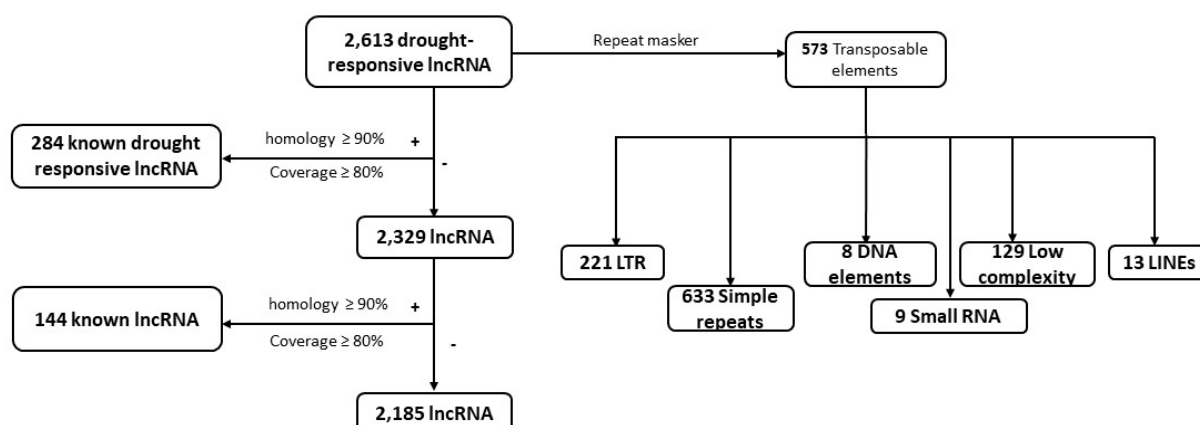 2,613 drought-
responsive lncRNA
Repeat masker
573 Transposable
elements
284 known drought
responsive lncRNA
homology ≥ 90%
+
-
Coverage ≥ 80%
2,329 lncRNA
221 LTR
633 Simple
repeats
8 DNA
elements
9 Small RNA
129 Low
complexity
13 LINEs
144 known lncRNA
homology ≥ 90%
+
-
Coverage ≥ 80%
2,185 lncRNA